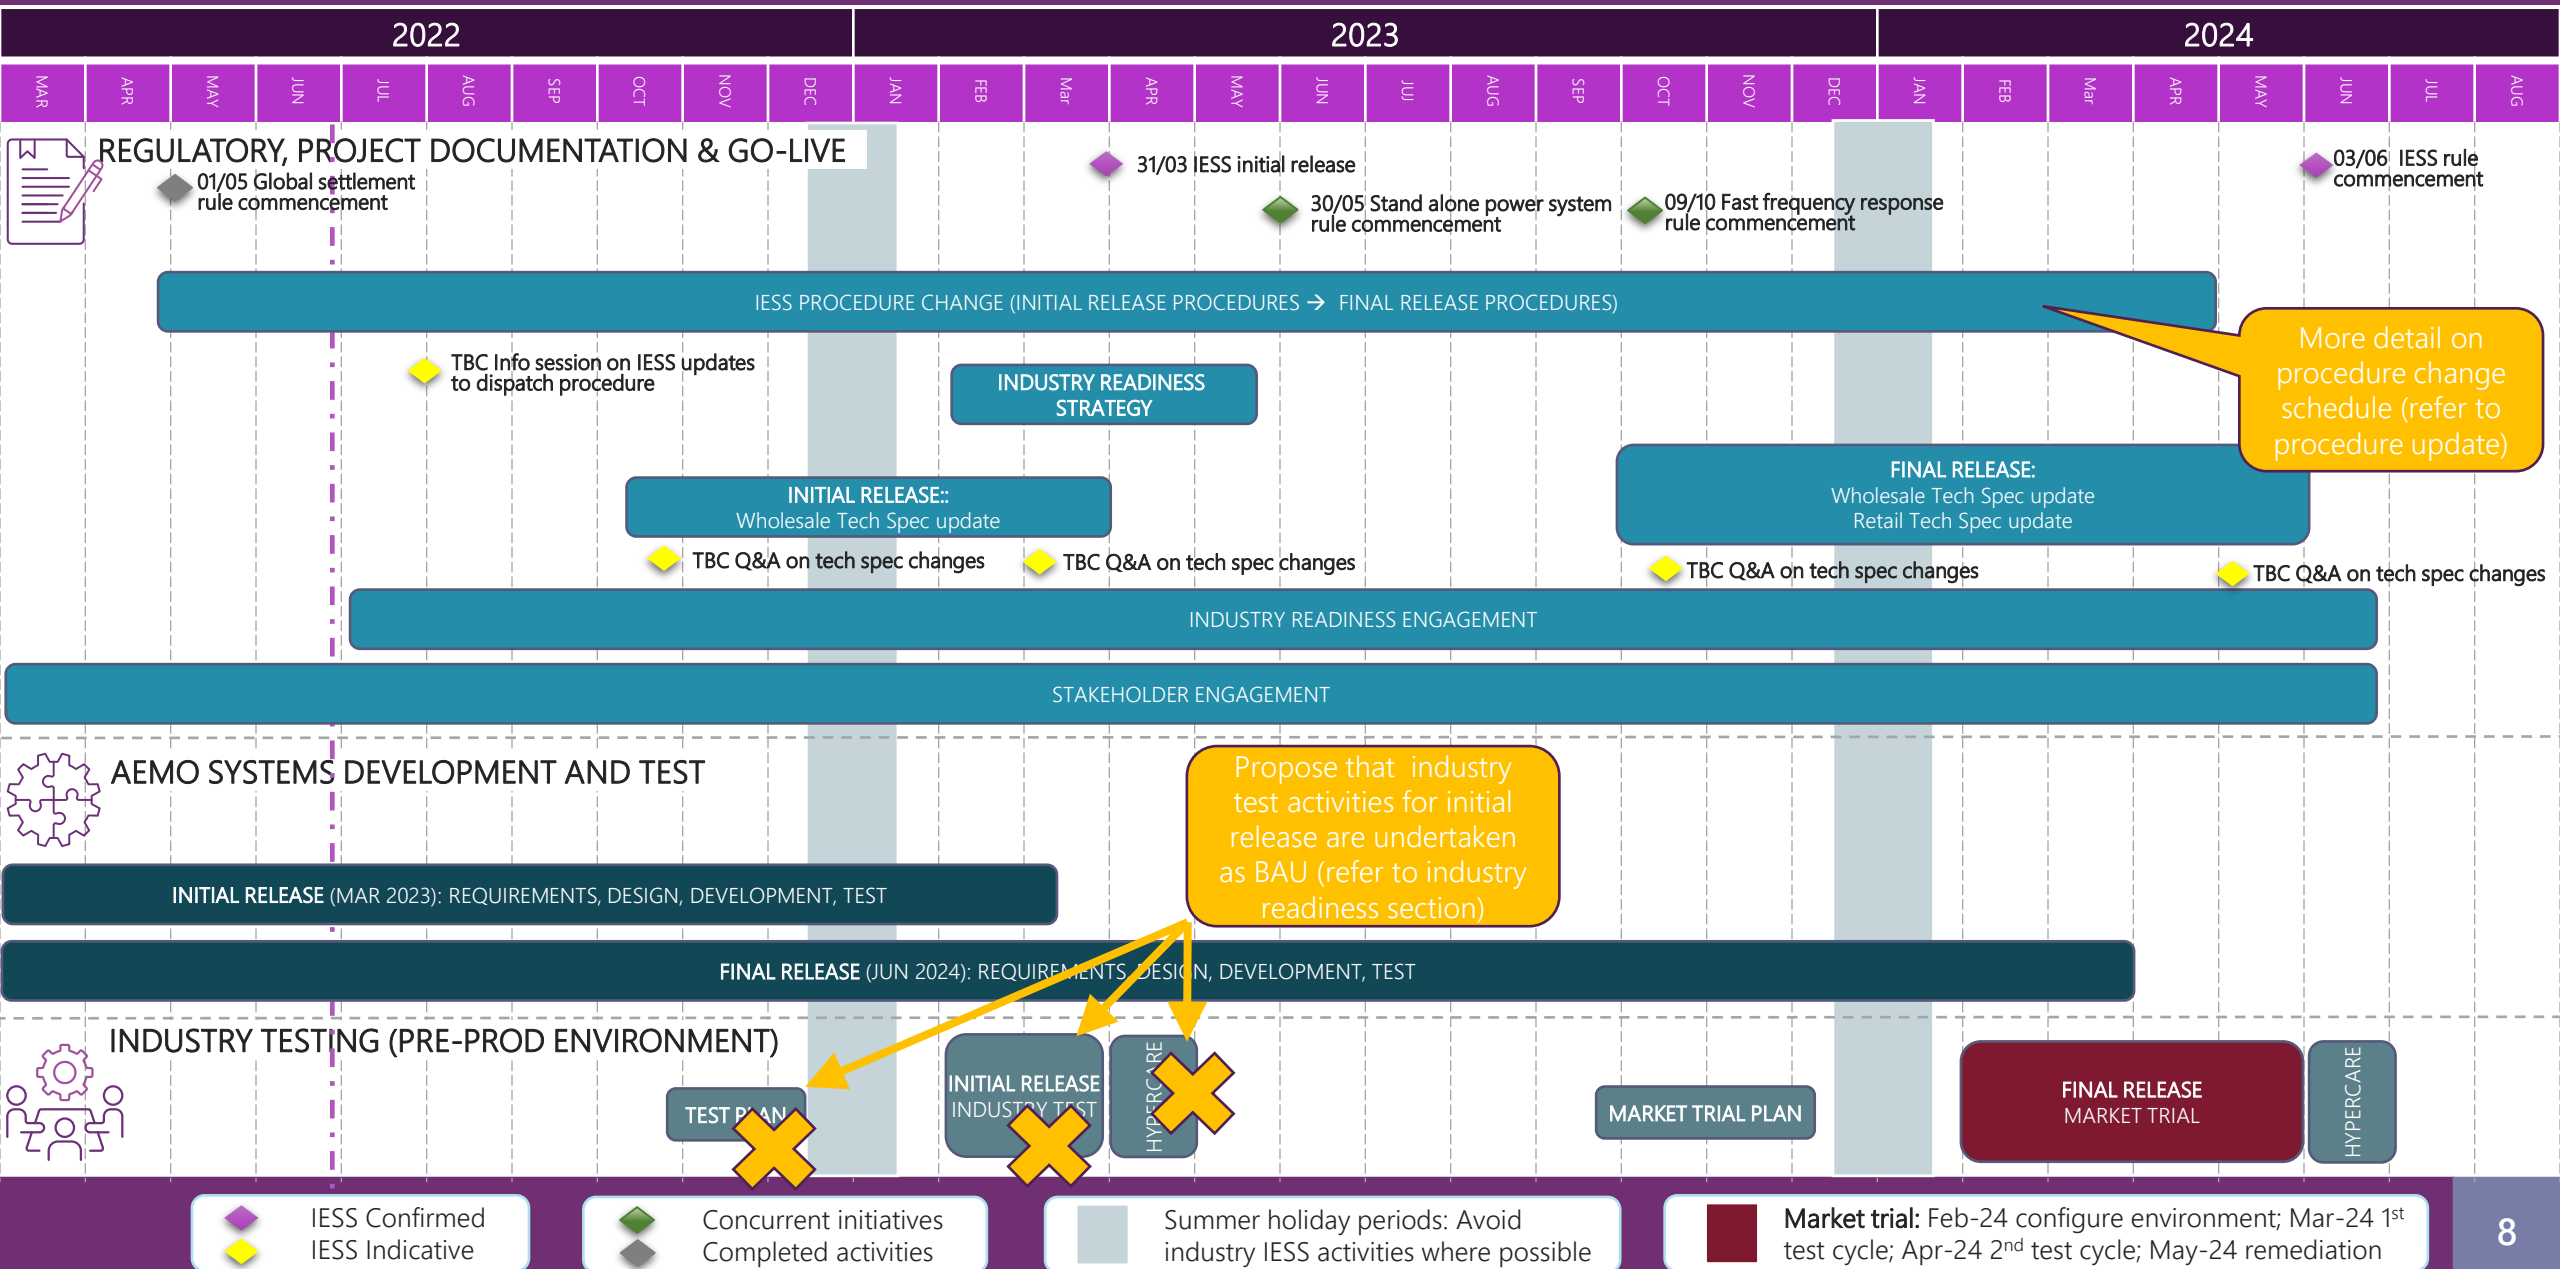 2022
2023
2024
MAR
APR
MAY
JUN
JUL
AUG
SEP
OCT
NOV
DEC
JAN
FEB
Mar
APR
MAY
JUN
JUJ
AUG
SEP
OCT
NOV
DEC
JAN
FEB
Mar
APR
MAY
JUN
JUL
AUG
REGULATORY, PROJECT DOCUMENTATION & GO-LIVE
01/05 Global settlement
rule commencement
31/03 IESS initial release
30/05 Stand alone power system
rule commencement
09/10 Fast frequency response
rule commencement
03/06 IESS rule
commencement
IESS PROCEDURE CHANGE (INITIAL RELEASE PROCEDURES → FINAL RELEASE PROCEDURES)
More detail on
procedure change
schedule (refer to
procedure update)
TBC Info session on IESS updates
to dispatch procedure
INDUSTRY READINESS
STRATEGY
INITIAL RELEASE::
Wholesale Tech Spec update
FINAL RELEASE:
Wholesale Tech Spec update
Retail Tech Spec update
TBC Q&A on tech spec changes
TBC Q&A on tech spec changes
TBC Q&A on tech spec changes
TBC Q&A on tech spec changes
INDUSTRY READINESS ENGAGEMENT
STAKEHOLDER ENGAGEMENT
AEMO SYSTEMS DEVELOPMENT AND TEST
Propose that industry
test activities for initial
release are undertaken
as BAU (refer to industry
readiness section)
INITIAL RELEASE (MAR 2023): REQUIREMENTS, DESIGN, DEVELOPMENT, TEST
FINAL RELEASE (JUN 2024): REQUIREMENTS, DESIGN, DEVELOPMENT, TEST
INDUSTRY TESTING (PRE-PROD ENVIRONMENT)
TEST PLAN
INITIAL RELEASE
INDUSTRY TEST
HYPERCARE
MARKET TRIAL PLAN
FINAL RELEASE
MARKET TRIAL
HYPERCARE
IESS Confirmed
IESS Indicative
Concurrent initiatives
Completed activities
Summer holiday periods: Avoid
industry IESS activities where possible
Market trial: Feb-24 configure environment; Mar-24 1st
test cycle; Apr-24 2nd test cycle; May-24 remediation
8